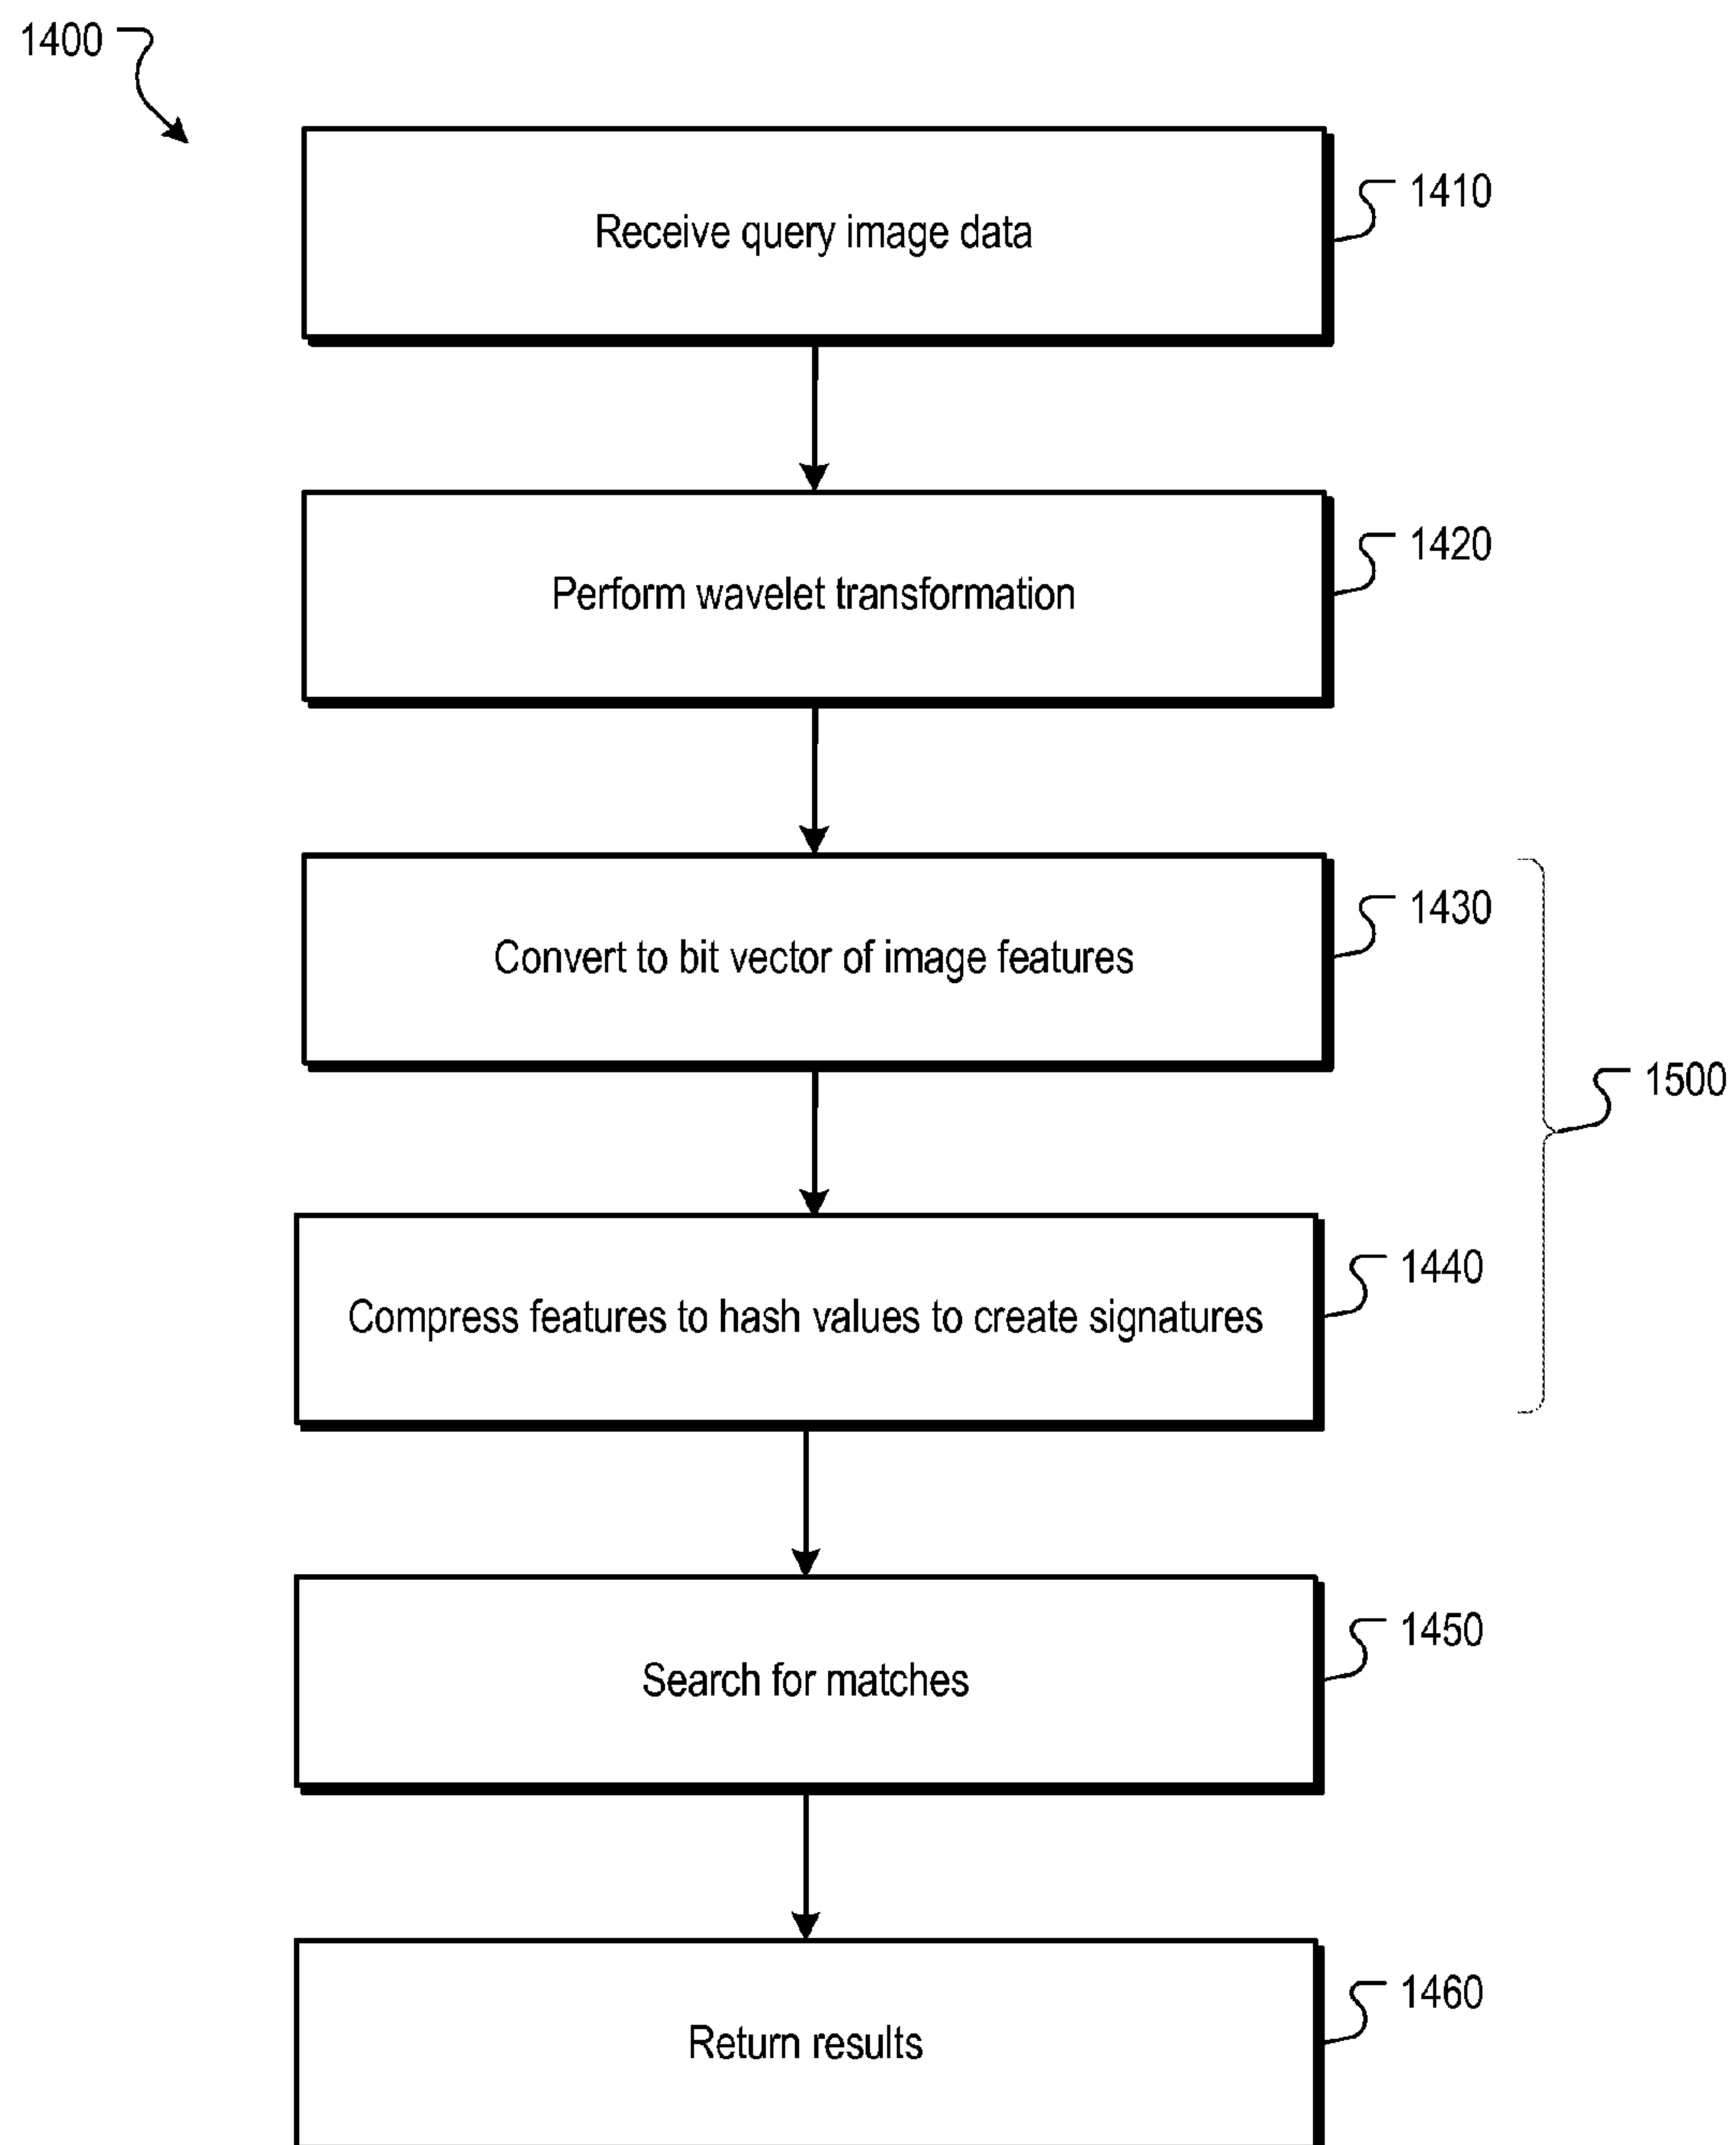 1400
Receive query image data
1410
Perform wavelet transformation
1420
Convert to bit vector of image features
1430
1500
Compress features to hash values to create signatures
1440
Search for matches
1450
Return results
1460